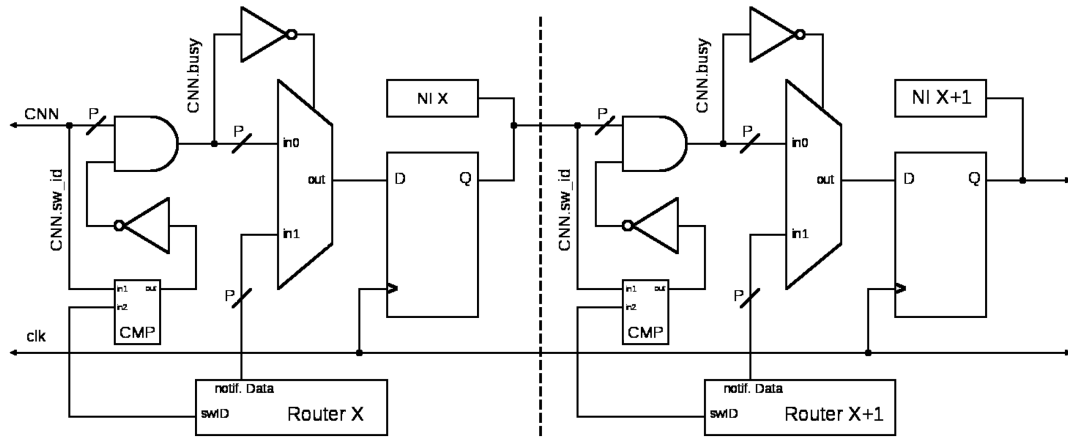 CNN
P
CNN.busy
P
in0
out
in1
NI X
D
Q
CNN.sw_id
in1
out
in2
CMP
P
clk
notif. Data
swID
Router X
P
CNN.busy
P
in0
out
in1
NI X+1
D
Q
CNN.sw_id
in1
out
in2
CMP
P
notif. Data
swID
Router X+1